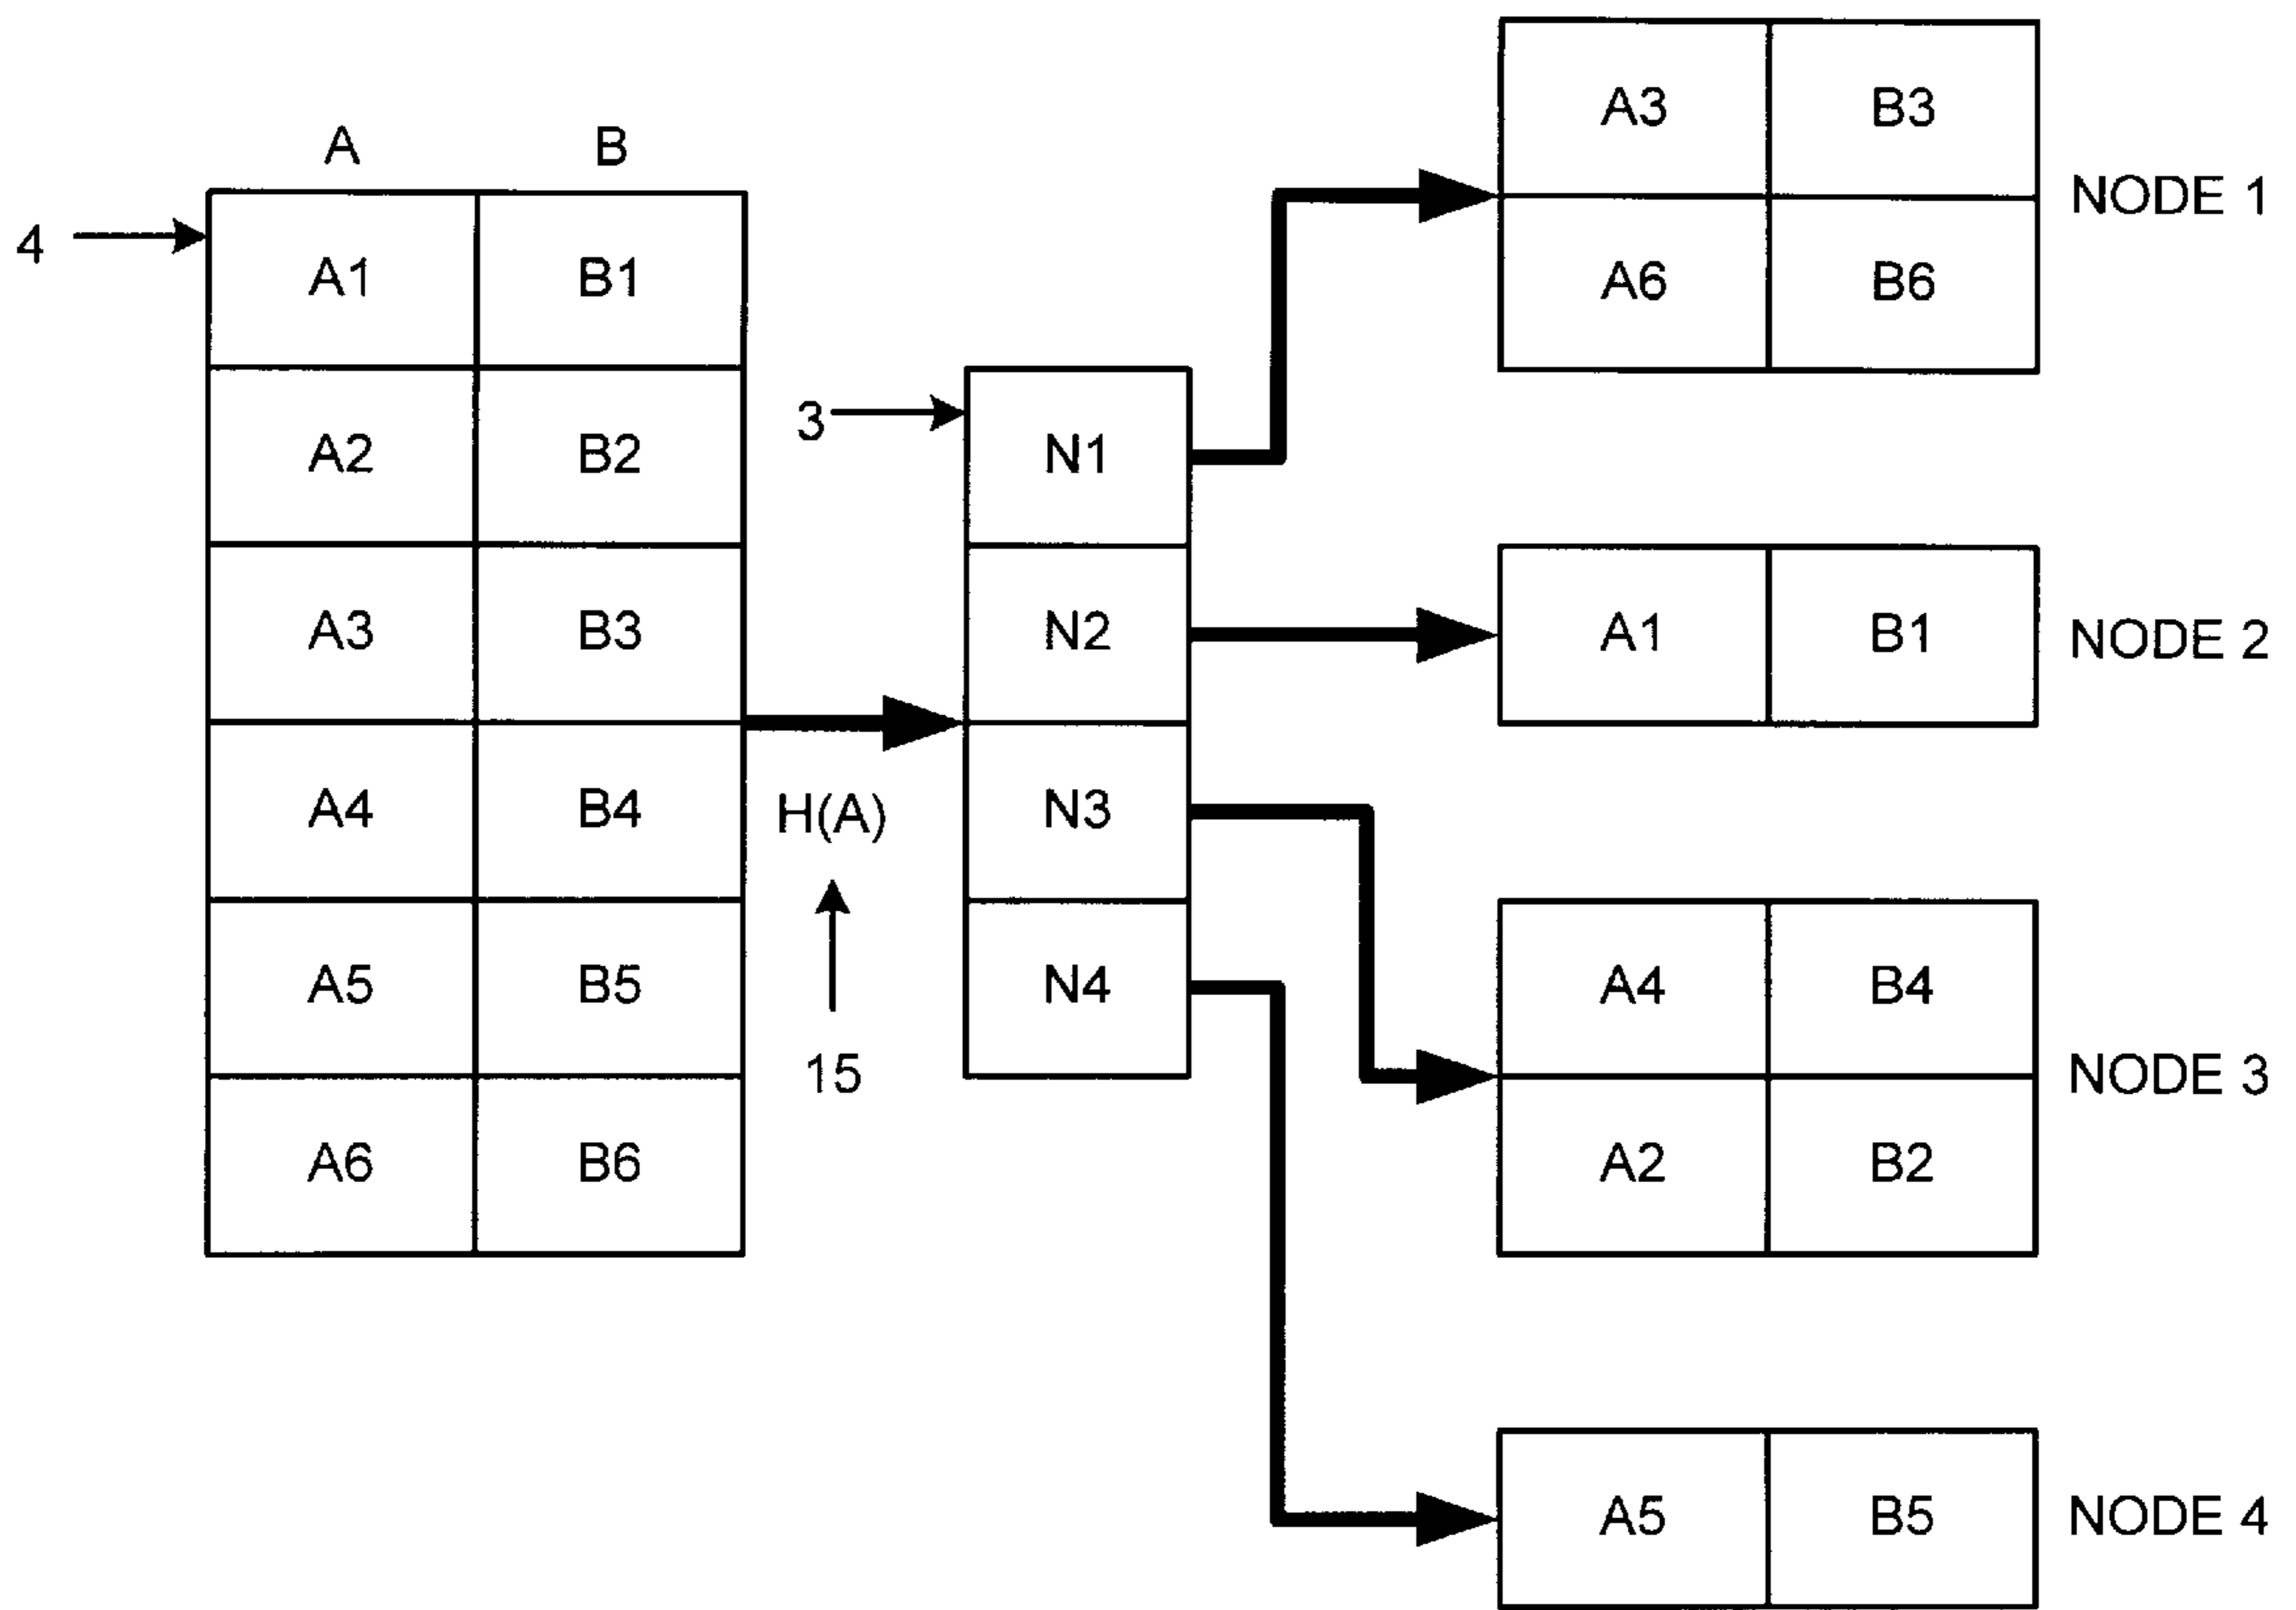 A B
4
A1 B1
A2 B2
A3 B3
A4 B4
A5 B5
A6 B6
H(A)
15
3
N1
N2
N3
N4
A3 B3
A6 B6
NODE 1
A1 B1
NODE 2
A4 B4
A2 B2
NODE 3
A5 B5
NODE 4